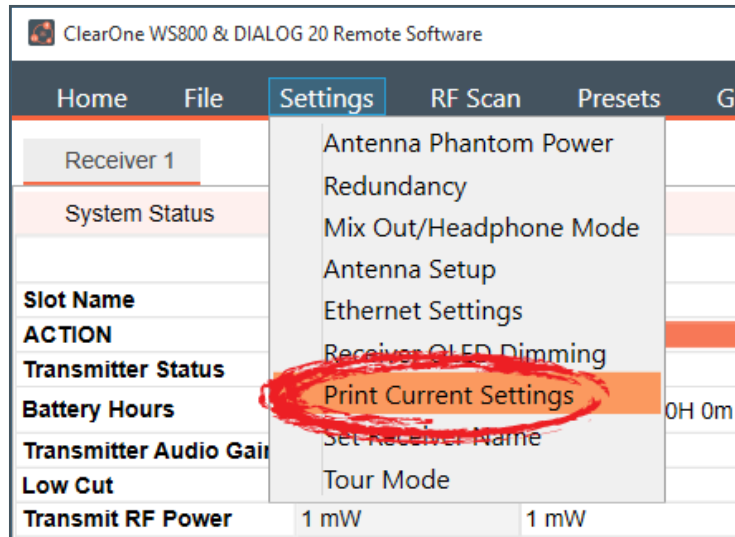 ClearOne WS800 & DIALOG 20 Remote Software
Home File Settings RF Scan Presets G
Receiver 1
System Status
Antenna Phantom Power
Redundancy
Mix Out/Headphone Mode
Antenna Setup
Ethernet Settings
Receiver OLED Dimming
Print Current Settings
Set Receiver Name
Tour Mode
Slot Name
ACTION
Transmitter Status
Battery Hours 0H 0m
Transmitter Audio Gai
Low Cut
Transmit RF Power 1 mW 1 mW